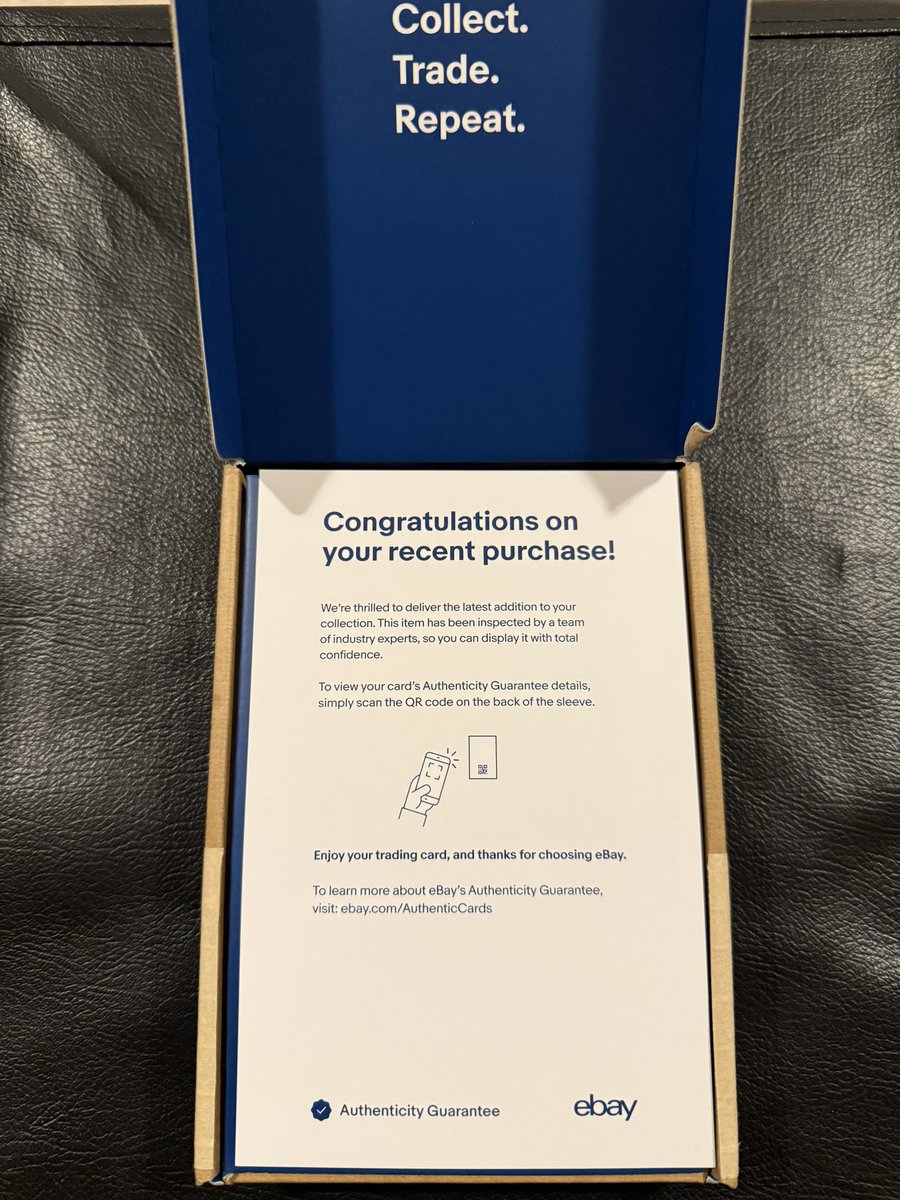 Collect.
Trade.
Repeat.
Congratulations on
your recent purchase!
We're thrilled to deliver the latest addition to your
collection. This item has been inspected by a team
of industry experts, so you can display it with total
confidence.
To view your card's Authenticity Guarantee details,
simply scan the QR code on the back of the sleeve.
Enjoy your trading card, and thanks for choosing eBay.
To learn more about eBay's Authenticity Guarantee,
visit: ebay.com/AuthenticCards
Authenticity Guarantee
ebay